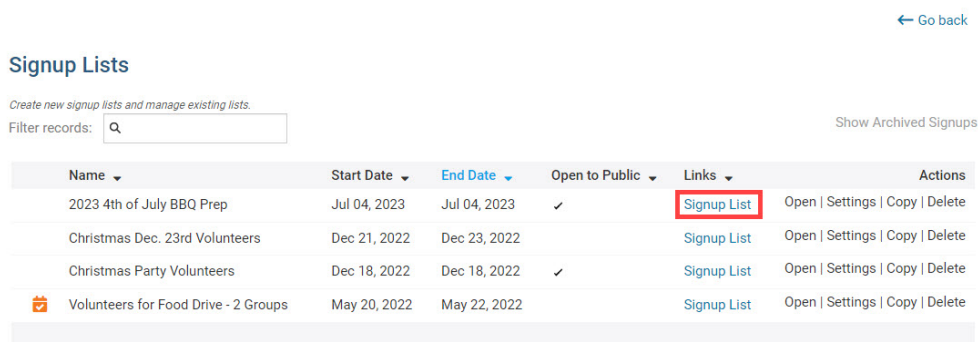 Go back
Signup Lists
Create new signup lists and manage existing lists.
Filter records:
Show Archived Signups
Name Start Date End Date Open to Public Links Actions
2023 4th of July BBQ Prep Jul 04, 2023 Jul 04, 2023 ✓ Signup List Open | Settings | Copy | Delete
Christmas Dec. 23rd Volunteers Dec 21, 2022 Dec 23, 2022 Signup List Open | Settings | Copy | Delete
Christmas Party Volunteers Dec 18, 2022 Dec 18, 2022 ✓ Signup List Open | Settings | Copy | Delete
Volunteers for Food Drive - 2 Groups May 20, 2022 May 22, 2022 Signup List Open | Settings | Copy | Delete